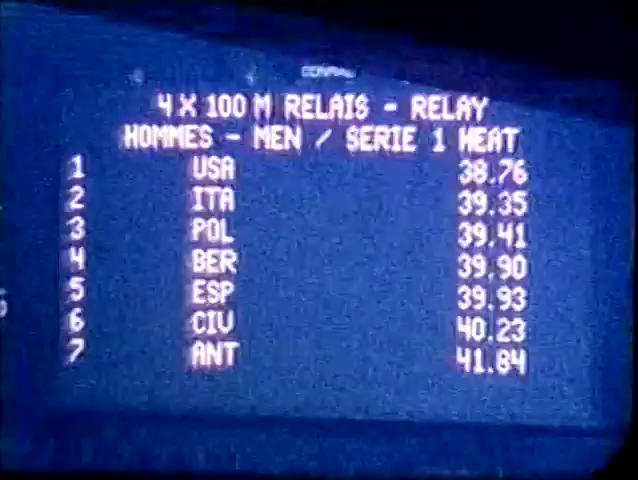 4 X 100 M RELAIS - RELAY
HOMMES - MEN / SERIE 1 HEAT
1 USA 38.76
2 ITA 39.35
3 POL 39.41
4 BER 39.90
5 ESP 39.93
6 CIV 40.23
7 ANT 41.84